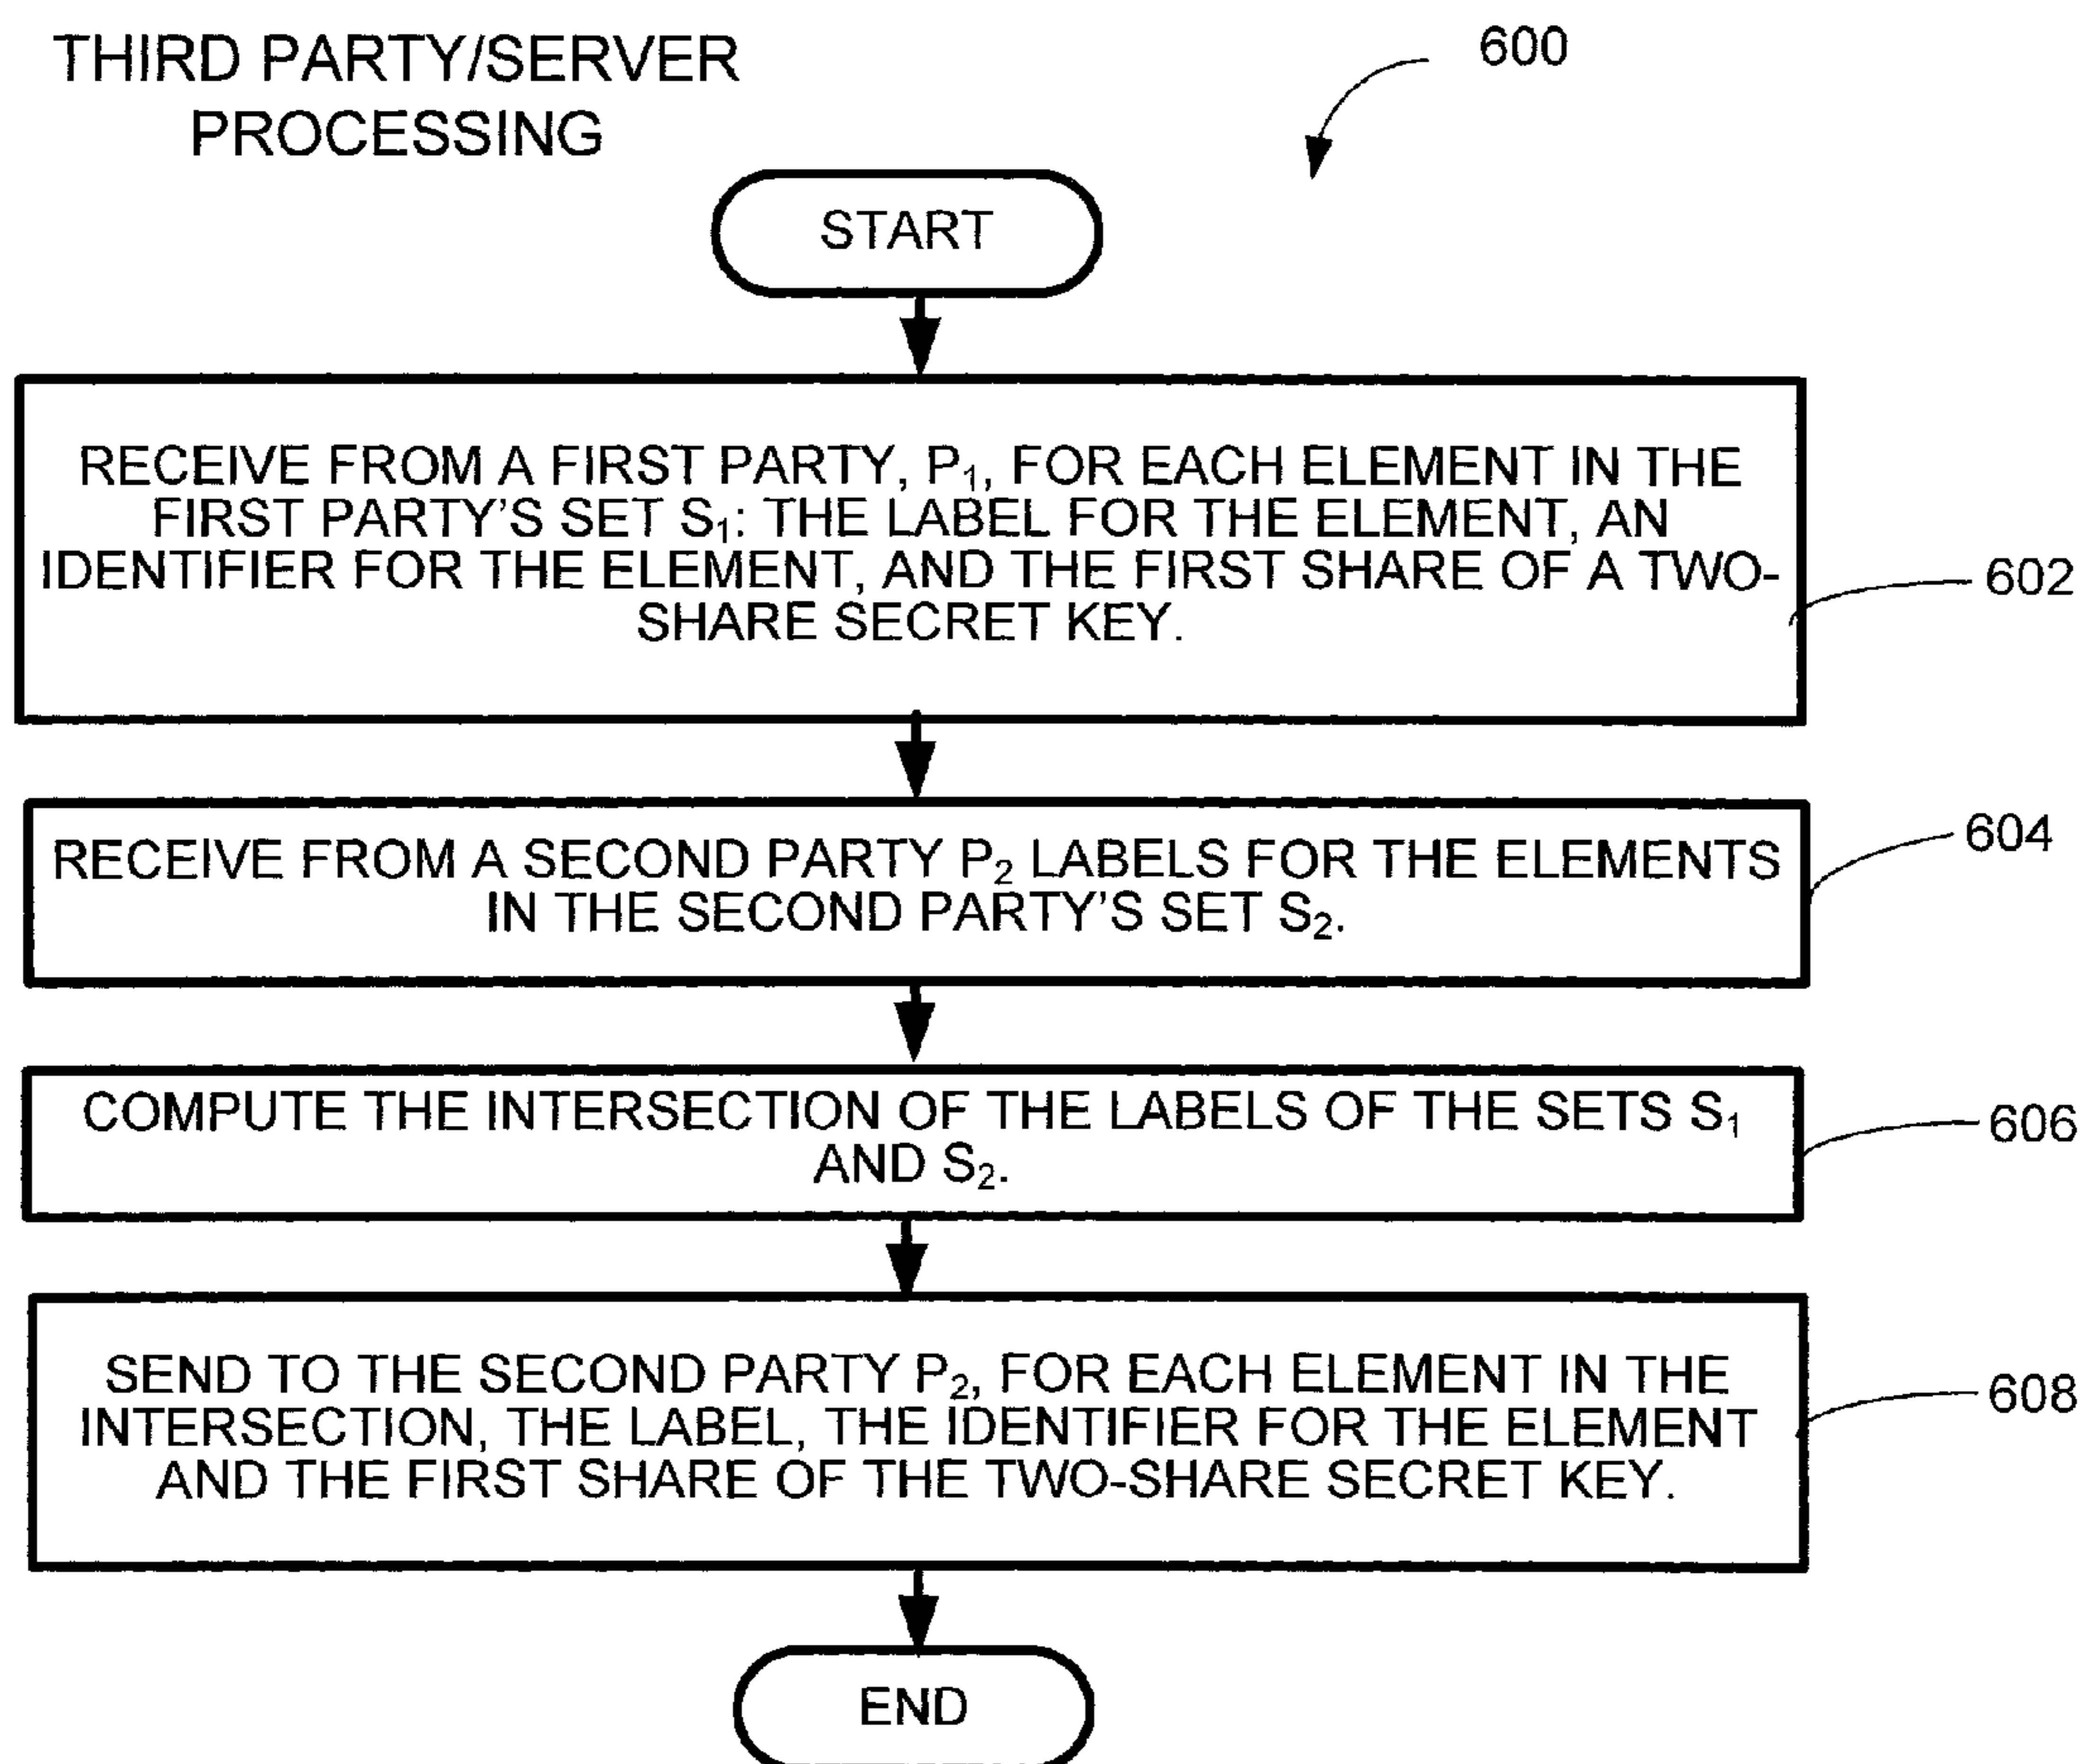 THIRD PARTY/SERVER
PROCESSING
600
START
RECEIVE FROM A FIRST PARTY, P₁, FOR EACH ELEMENT IN THE
FIRST PARTY'S SET S₁: THE LABEL FOR THE ELEMENT, AN
IDENTIFIER FOR THE ELEMENT, AND THE FIRST SHARE OF A TWO-
SHARE SECRET KEY.
602
RECEIVE FROM A SECOND PARTY P₂ LABELS FOR THE ELEMENTS
IN THE SECOND PARTY'S SET S₂.
604
COMPUTE THE INTERSECTION OF THE LABELS OF THE SETS S₁
AND S₂.
606
SEND TO THE SECOND PARTY P₂, FOR EACH ELEMENT IN THE
INTERSECTION, THE LABEL, THE IDENTIFIER FOR THE ELEMENT
AND THE FIRST SHARE OF THE TWO-SHARE SECRET KEY.
608
END